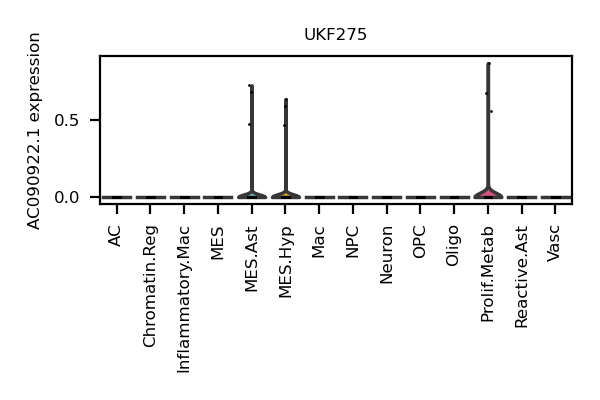 UKF275
AC090922.1 expression
0.5
0.0
AC
Chromatin.Reg
Inflammatory.Mac
MES
MES.Ast
MES.Hyp
Mac
NPC
Neuron
OPC
Oligo
Prolif.Metab
Reactive.Ast
Vasc